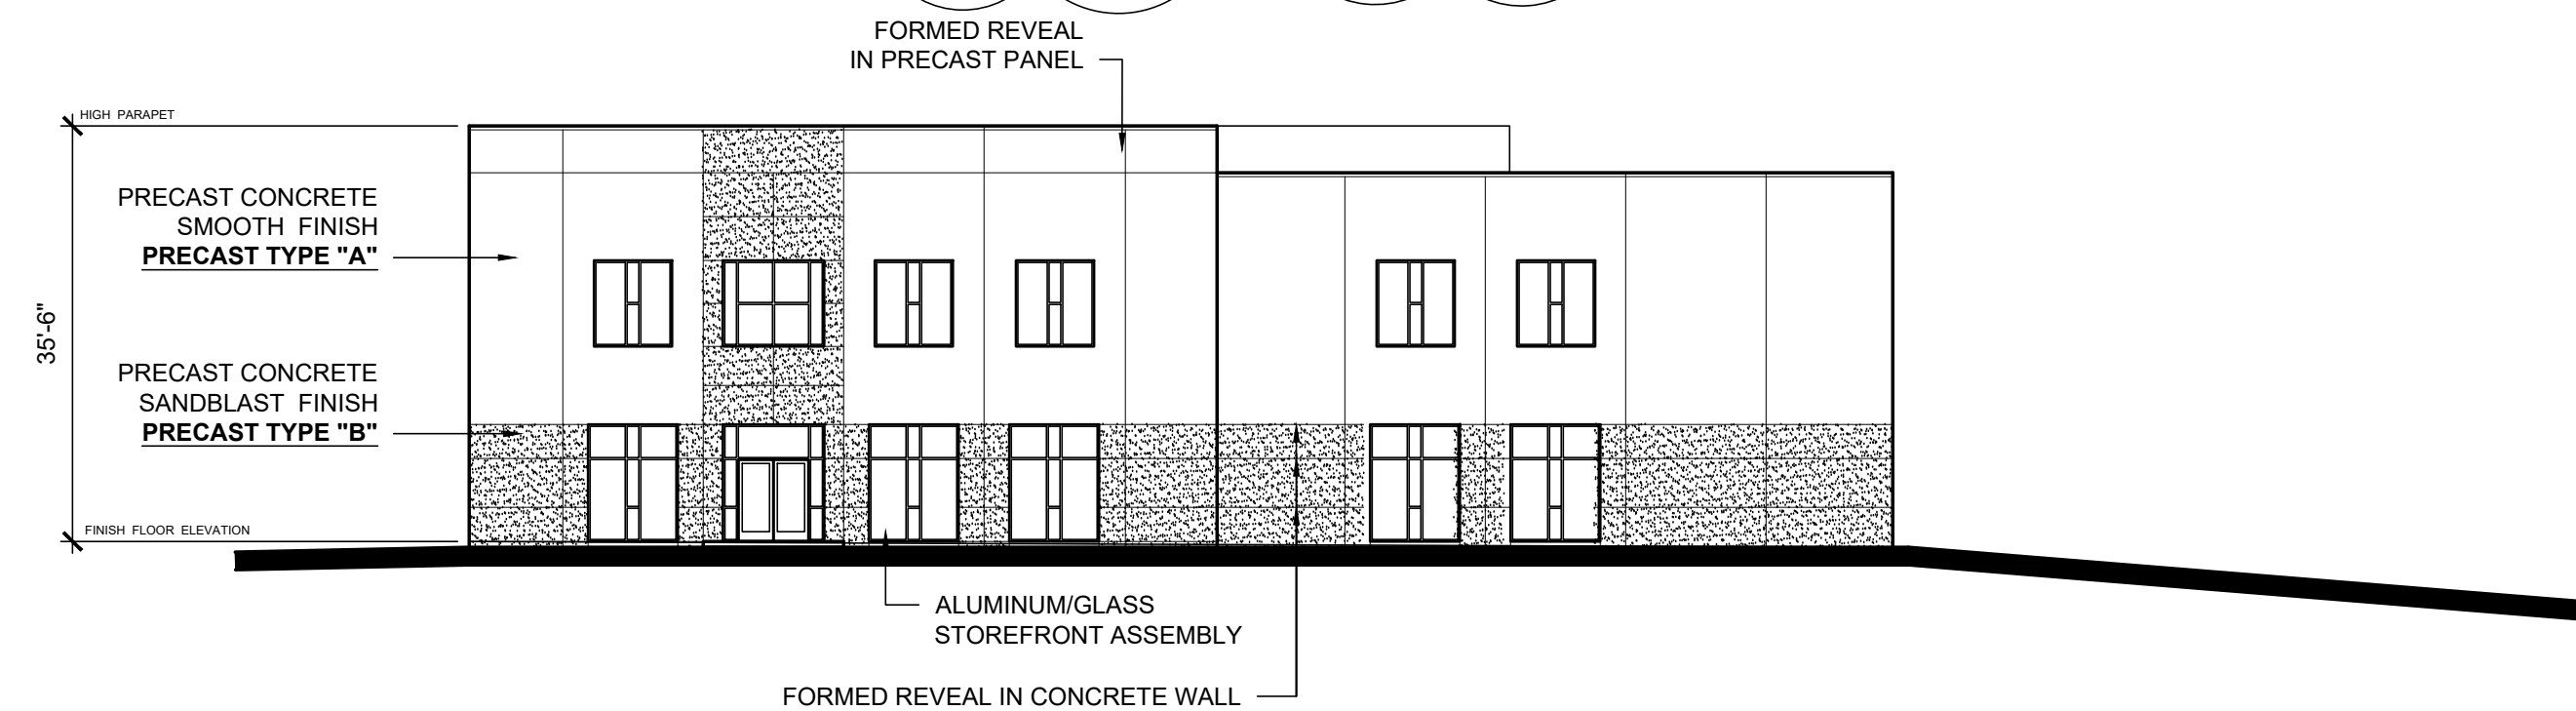 FORMED REVEAL
IN PRECAST PANEL
HIGH PARAPET
PRECAST CONCRETE
SMOOTH FINISH
PRECAST TYPE "A"
35'-6"
PRECAST CONCRETE
SANDBLAST FINISH
PRECAST TYPE "B"
FINISH FLOOR ELEVATION
ALUMINUM/GLASS
STOREFRONT ASSEMBLY
FORMED REVEAL IN CONCRETE WALL